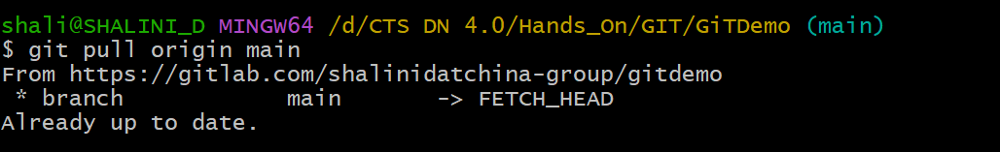 shali@SHALINI_D MINGW64 /d/CTS DN 4.0/Hands_On/GIT/GiTDemo (main)
$ git pull origin main
From https://gitlab.com/shalinidatchina-group/gitdemo
 * branch            main       -> FETCH_HEAD
Already up to date.